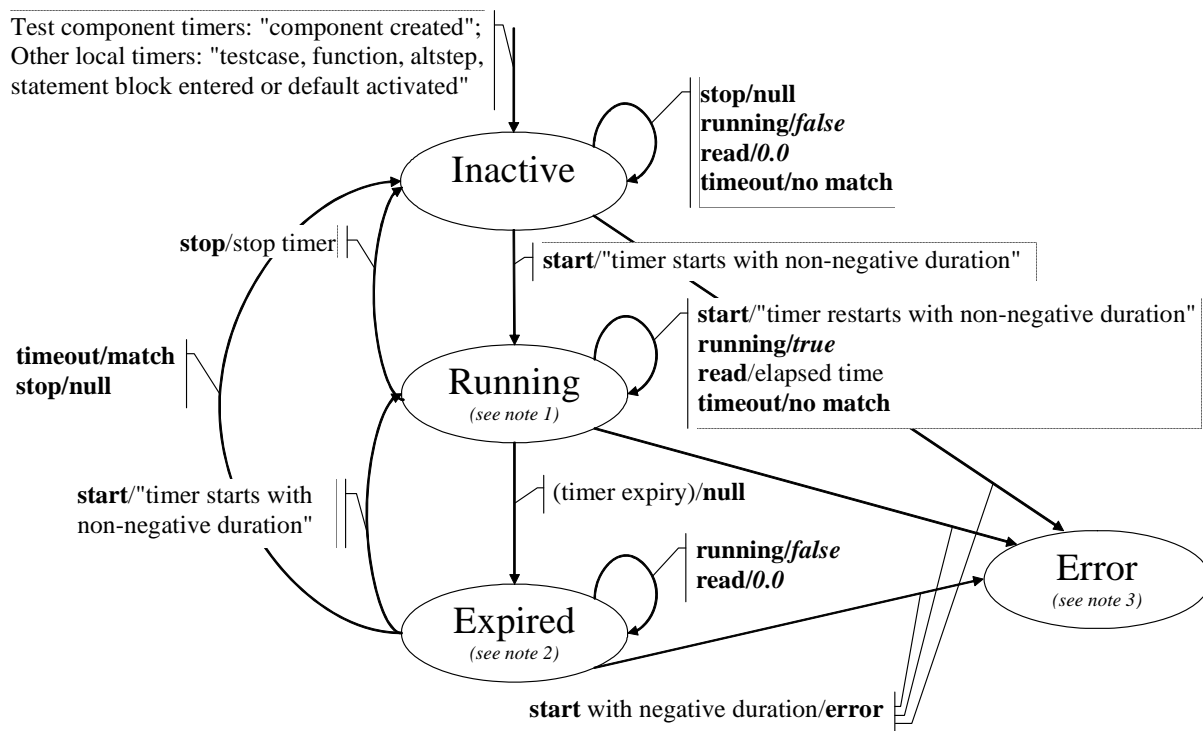 Test component timers: "component created";
Other local timers: "testcase, function, altstep,
statement block entered or default activated"
stop/null
running/false
read/0.0
timeout/no match
Inactive
stop/stop timer
start/"timer starts with non-negative duration"
start/"timer restarts with non-negative duration"
running/true
read/elapsed time
timeout/no match
timeout/match
stop/null
Running
(see note 1)
start/"timer starts with
non-negative duration"
(timer expiry)/null
running/false
read/0.0
Error
(see note 3)
Expired
(see note 2)
start with negative duration/error